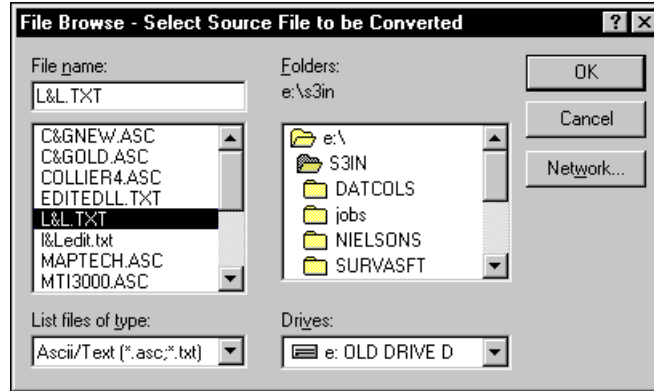 File Browse - Select Source File to be Converted
File name:
L&L.TXT
C&GNEW.ASC
C&GOLD.ASC
COLLIER4.ASC
EDITEDLL.TXT
L&L.TXT
l&Ledit.txt
MAPTECH.ASC
MTI3000.ASC
List files of type:
Ascii/Text (*.asc;*.txt)
Folders:
e:\s3in
e:\
S3IN
DATCOLS
jobs
NIELSONS
SURVASFT
Drives:
e: OLD DRIVE D
OK
Cancel
Network...